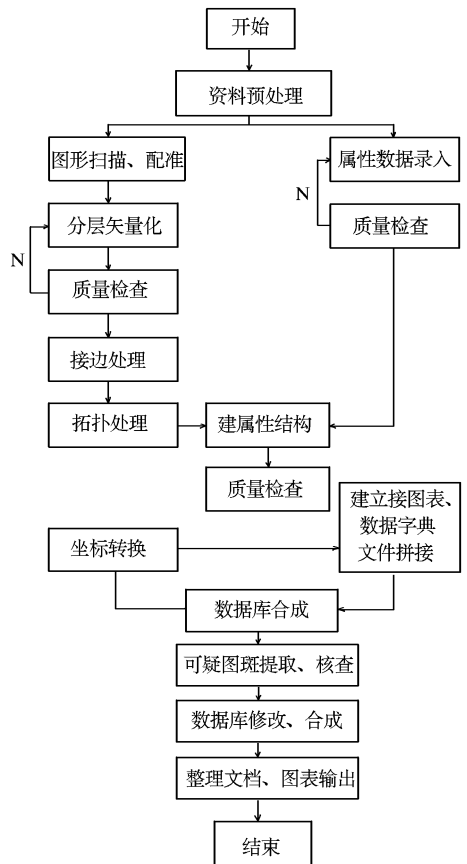 开始
资料预处理
图形扫描、配准
属性数据录入
N
分层矢量化
质量检查
N
质量检查
接边处理
拓扑处理
建属性结构
质量检查
建立接图表、
数据字典
文件拼接
坐标转换
数据库合成
可疑图斑提取、核查
数据库修改、合成
整理文档、图表输出
结束